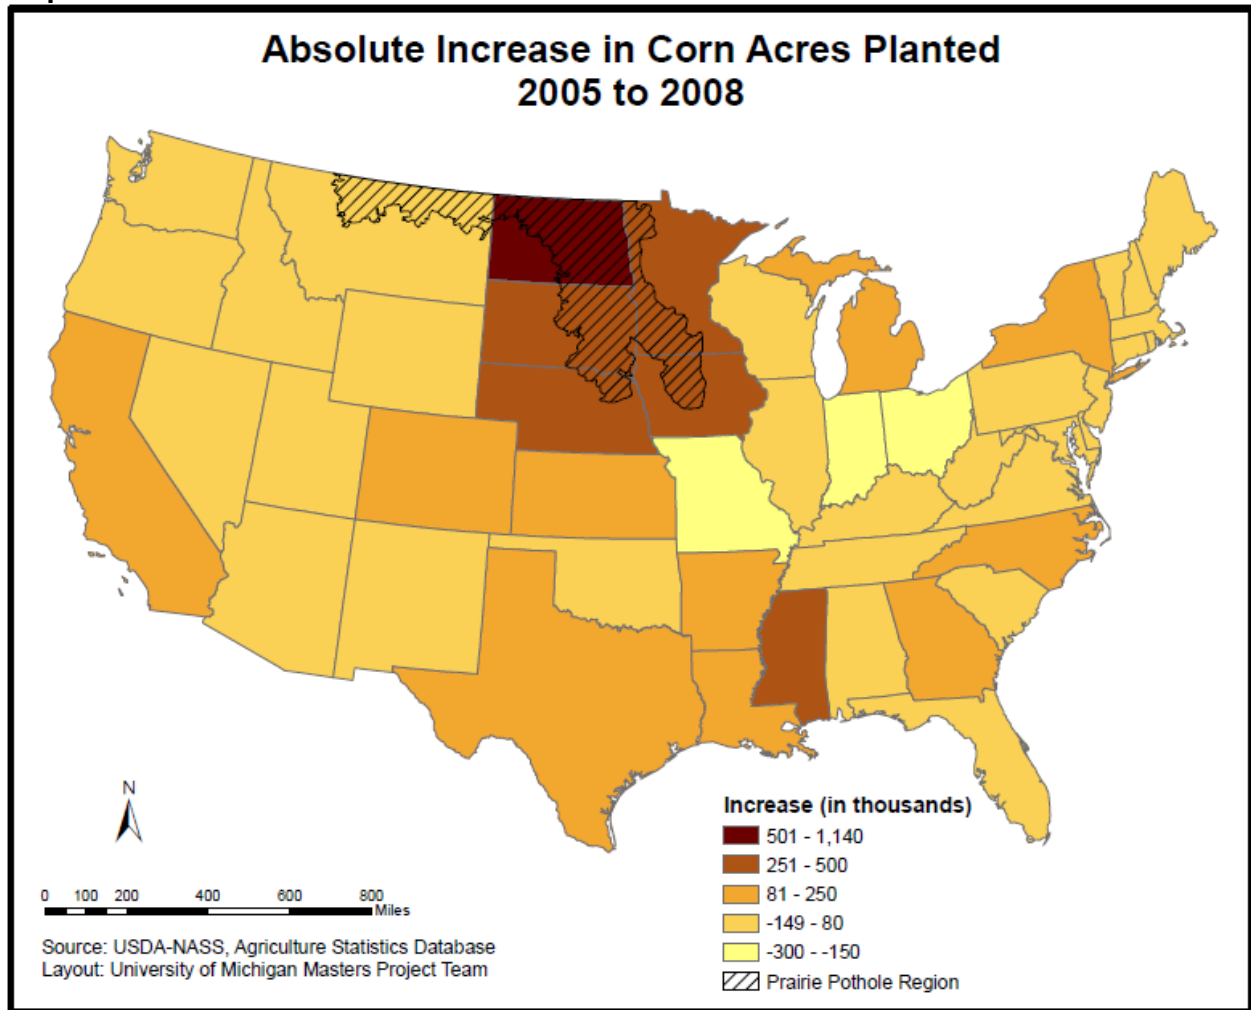 Absolute Increase in Corn Acres Planted
2005 to 2008
N
0 100 200 400 600 800
Miles
Source: USDA-NASS, Agriculture Statistics Database
Layout: University of Michigan Masters Project Team
Increase (in thousands)
501 - 1,140
251 - 500
81 - 250
-149 - 80
-300 - -150
Prairie Pothole Region